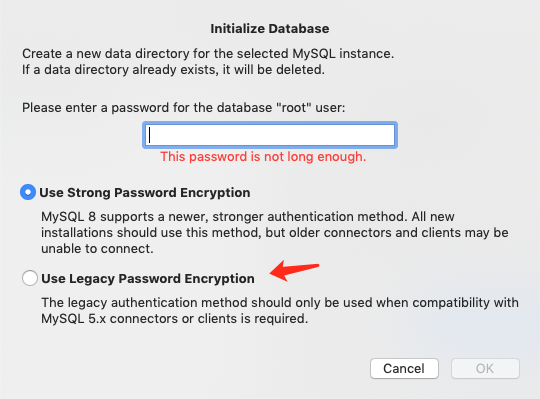 Initialize Database
Create a new data directory for the selected MySQL instance.
If a data directory already exists, it will be deleted.
Please enter a password for the database "root" user:
This password is not long enough.
Use Strong Password Encryption
MySQL 8 supports a newer, stronger authentication method. All new
installations should use this method, but older connectors and clients may be
unable to connect.
Use Legacy Password Encryption
The legacy authentication method should only be used when compatibility with
MySQL 5.x connectors or clients is required.
Cancel
OK